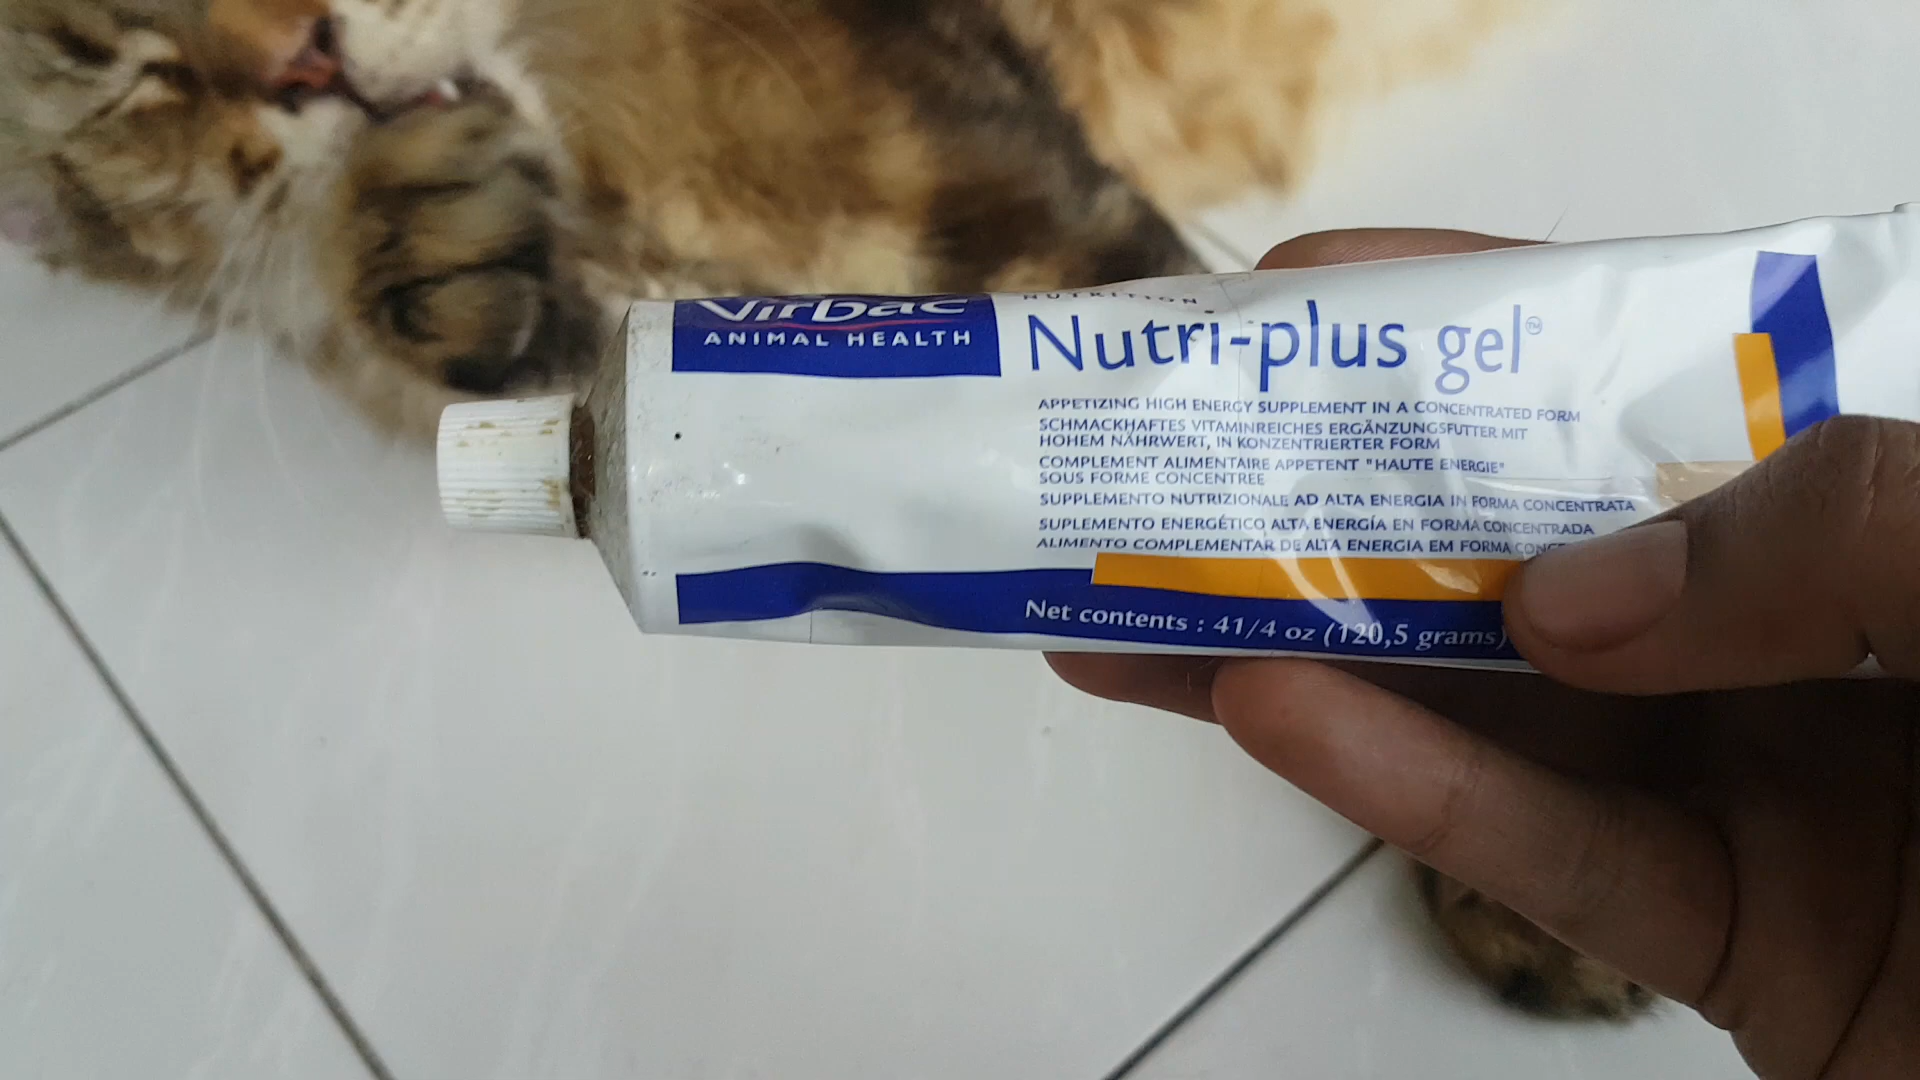 Virbac
ANIMAL HEALTH
NUTRITION
Nutri-plus gel™
APPETIZING HIGH ENERGY SUPPLEMENT IN A CONCENTRATED FORM
SCHMACKHAFTES VITAMINREICHES ERGÄNZUNGSFUTTER MIT
HOHEM NÄHRWERT, IN KONZENTRIERTER FORM
COMPLEMENT ALIMENTAIRE APPETENT "HAUTE ENERGIE"
SOUS FORME CONCENTREE
SUPPLEMENTO NUTRIZIONALE AD ALTA ENERGIA IN FORMA CONCENTRATA
SUPLEMENTO ENERGÉTICO ALTA ENERGÍA EN FORMA CONCENTRADA
ALIMENTO COMPLEMENTAR DE ALTA ENERGIA EM FORMA
Net contents : 41/4 oz (120,5 grams)